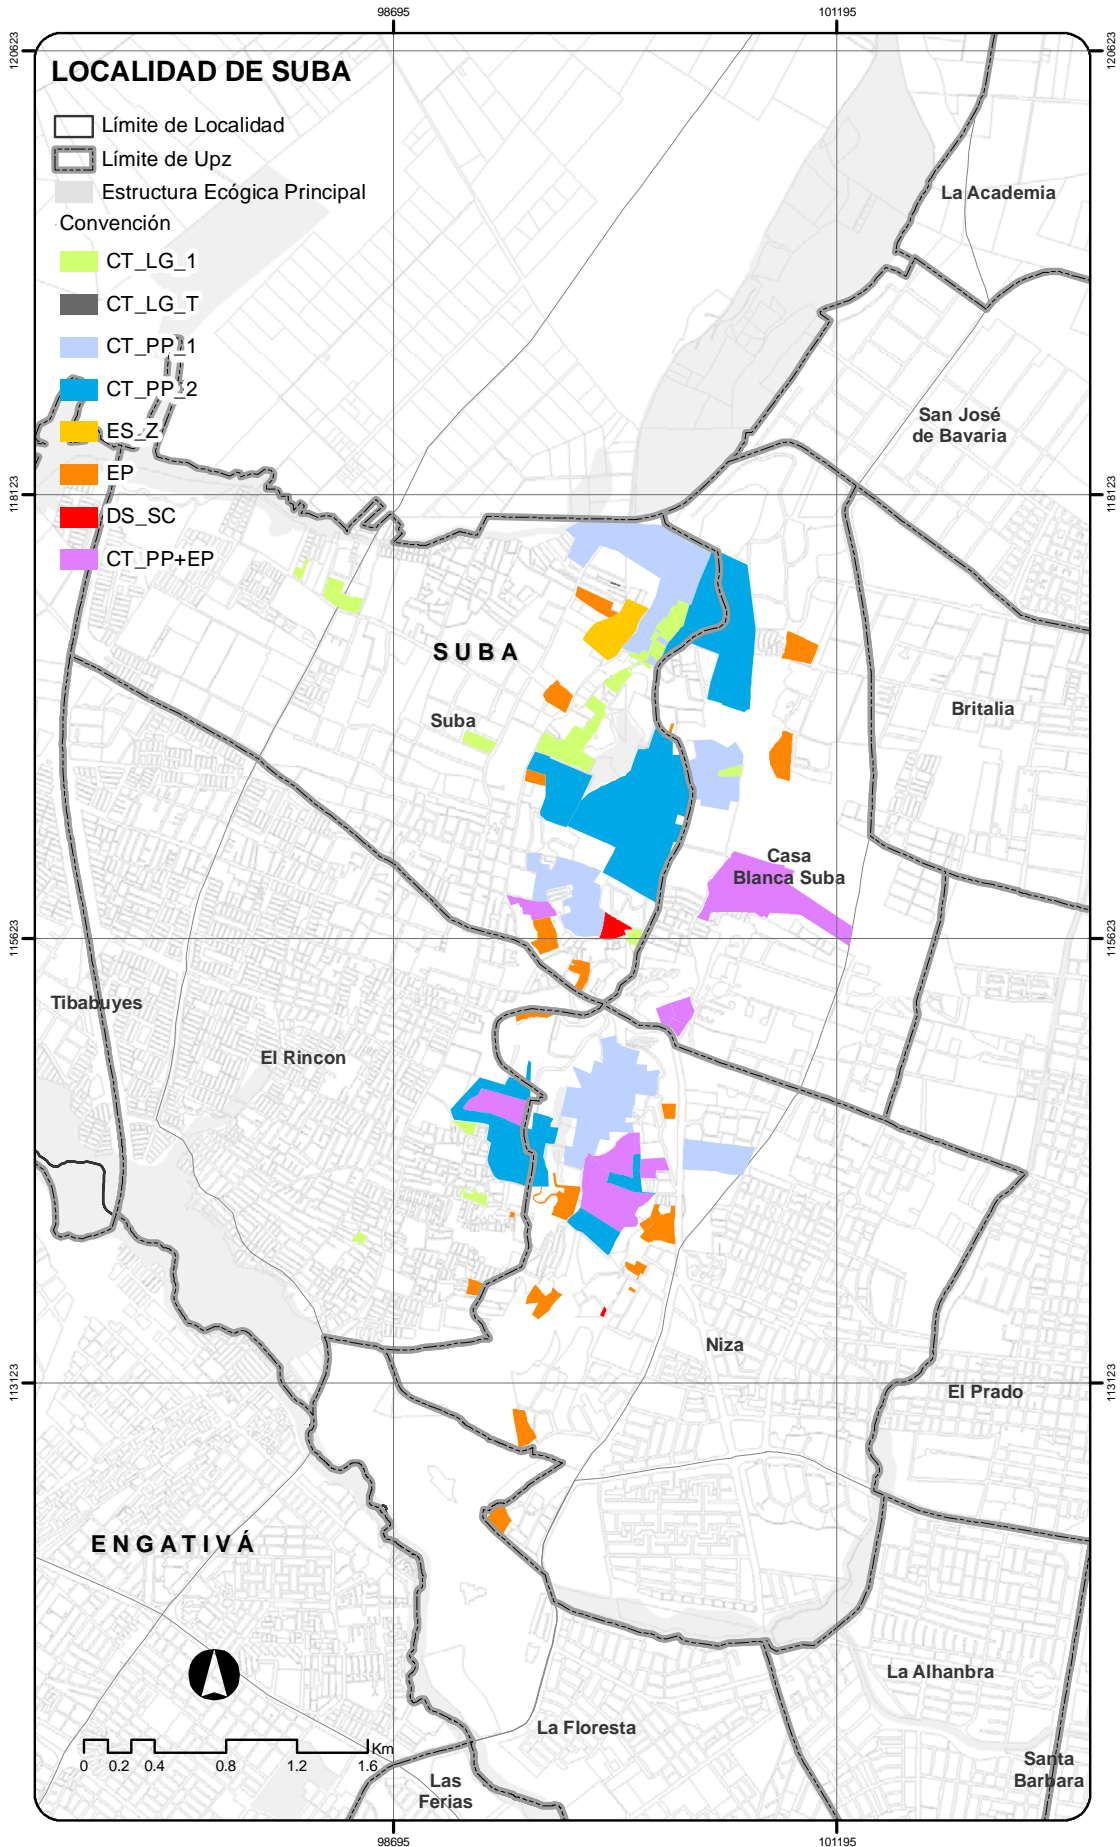 98695
101195
120623
120623
LOCALIDAD DE SUBA
Límite de Localidad
Límite de Upz
Estructura Ecógica Principal
Convención
CT_LG_1
CT_LG_T
CT_PP_1
CT_PP_2
ES_Z
EP
DS_SC
CT_PP+EP
La Academia
San José
de Bavaria
118123
118123
SUBA
Suba
Britalia
Casa
Blanca Suba
115623
115623
Tibabuyes
El Rincon
Niza
113123
113123
El Prado
ENGATIVÁ
La Alhanbra
La Floresta
Santa
Barbara
Las
Ferias
Km
0 0.2 0.4 0.8 1.2 1.6
98695
101195